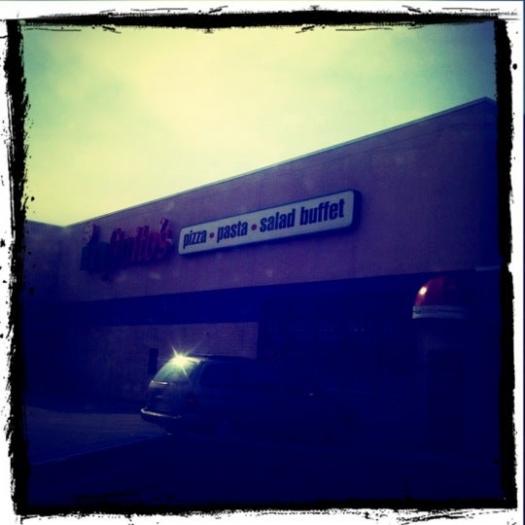 pizza • pasta • salad buffet